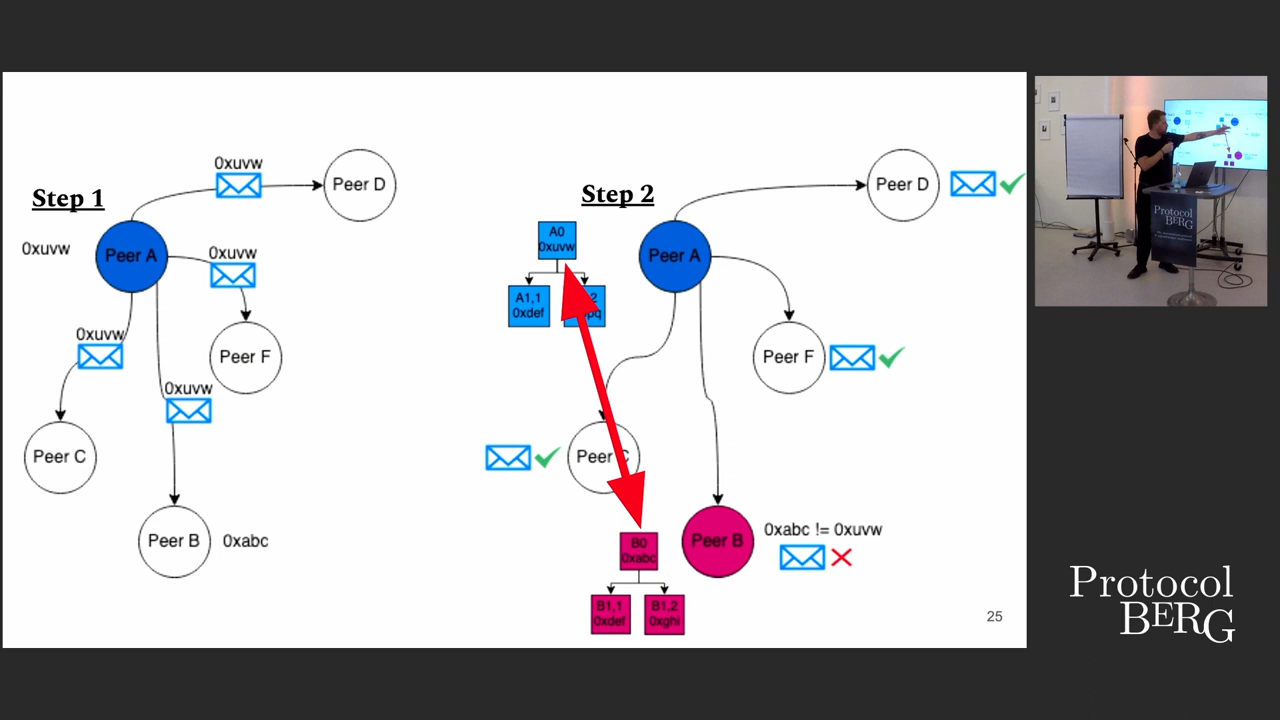 Step 1
0xuvw
Peer D
0xuvw
Peer A
0xuvw
0xuvw
Peer F
0xuvw
Peer C
Peer B
0xabc
Step 2
Peer D
A0
0xuvw
Peer A
A1,1
0xdef
Peer F
Peer C
B0
0xabc
Peer B
0xabc != 0xuvw
B1,1
0xdef
B1,2
0xghi
25
Protocol
BERG
Protocol
BERG